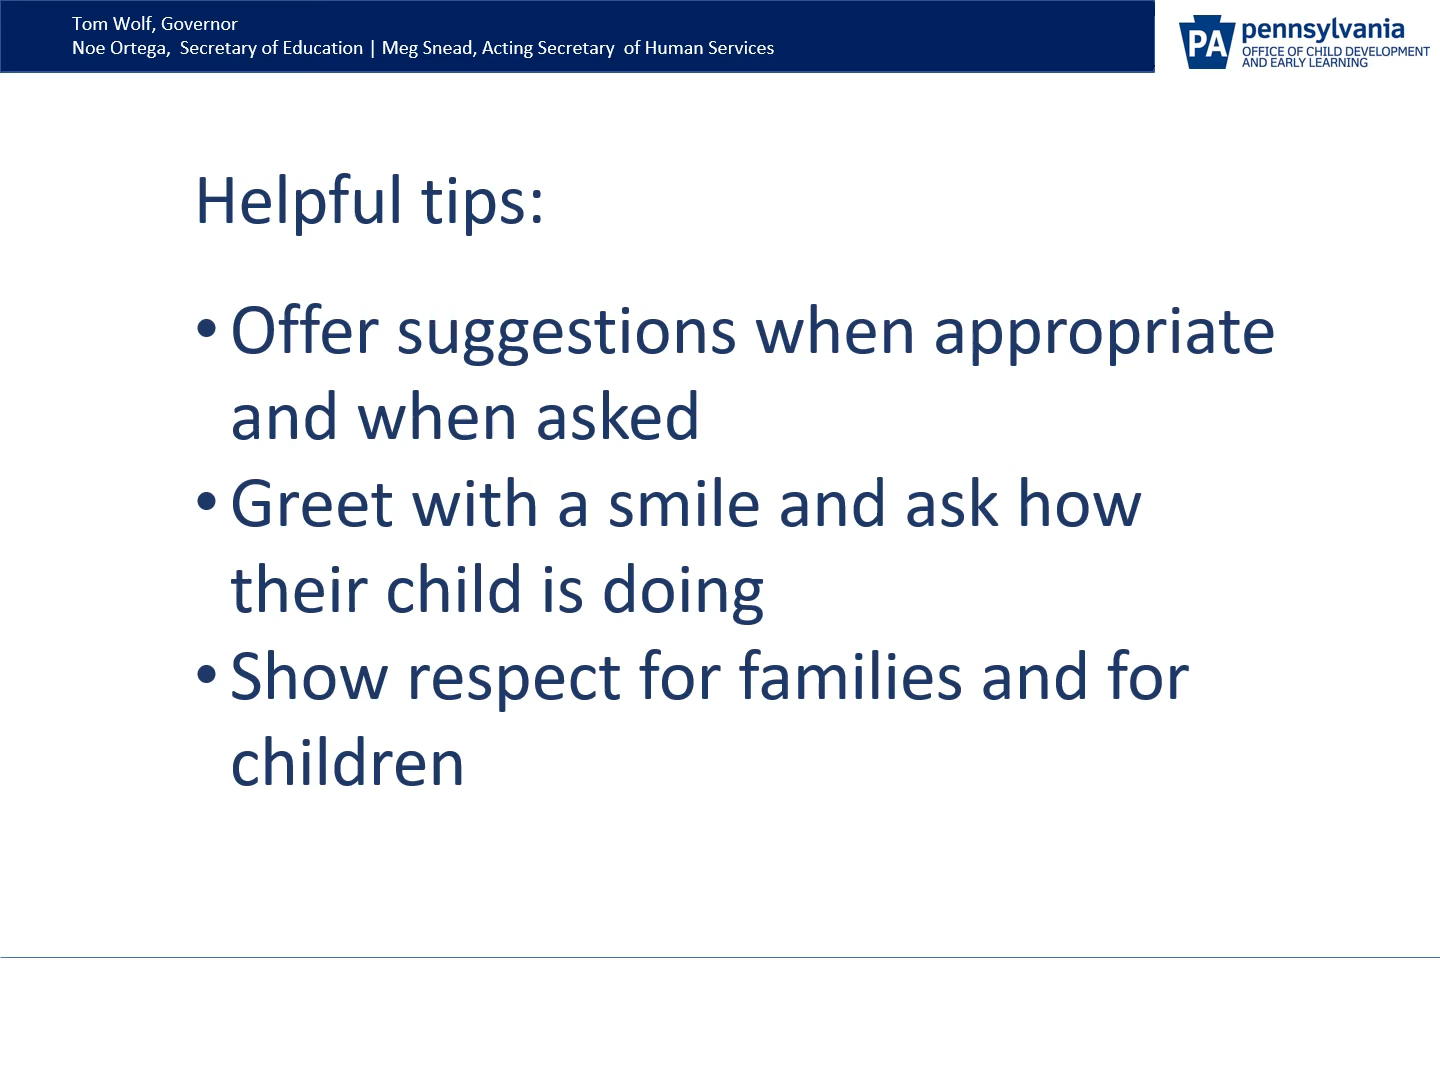 Tom Wolf, Governor
Noe Ortega, Secretary of Education | Meg Snead, Acting Secretary of Human Services
PA pennsylvania
OFFICE OF CHILD DEVELOPMENT
AND EARLY LEARNING
Helpful tips:
• Offer suggestions when appropriate
and when asked
• Greet with a smile and ask how
their child is doing
• Show respect for families and for
children